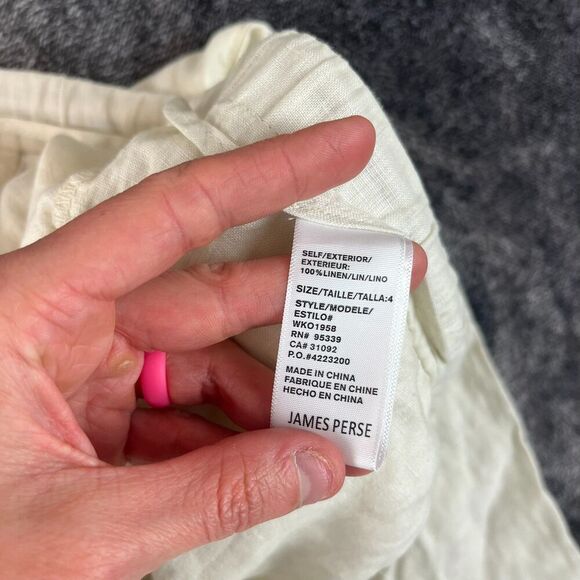 SELF/EXTERIOR/
EXTERIEUR:
100%LINEN/LIN/LINO
SIZE/TAILLE/TALLA:4
STYLE/MODELE/
ESTILO#
WKO1958
RN# 95339
CA# 31092
P.O.#4223200
MADE IN CHINA
FABRIQUE EN CHINE
HECHO EN CHINA
JAMES PERSE